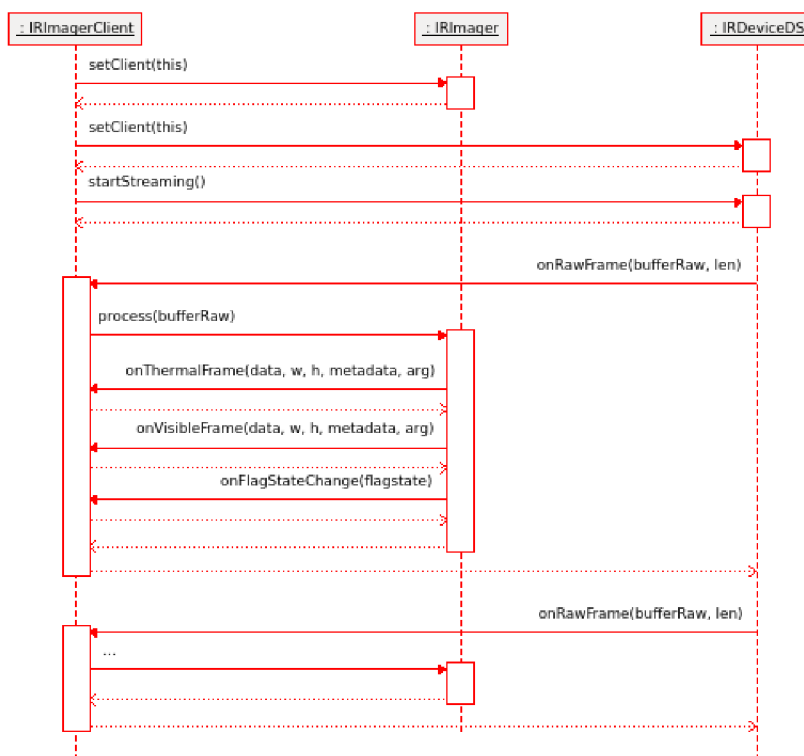 : IRImagerClient
: IRImager
: IRDeviceDS
setClient(this)
setClient(this)
startStreaming()
onRawFrame(bufferRaw, len)
process(bufferRaw)
onThermalFrame(data, w, h, metadata, arg)
onVisibleFrame(data, w, h, metadata, arg)
onFlagStateChange(flagstate)
onRawFrame(bufferRaw, len)
...